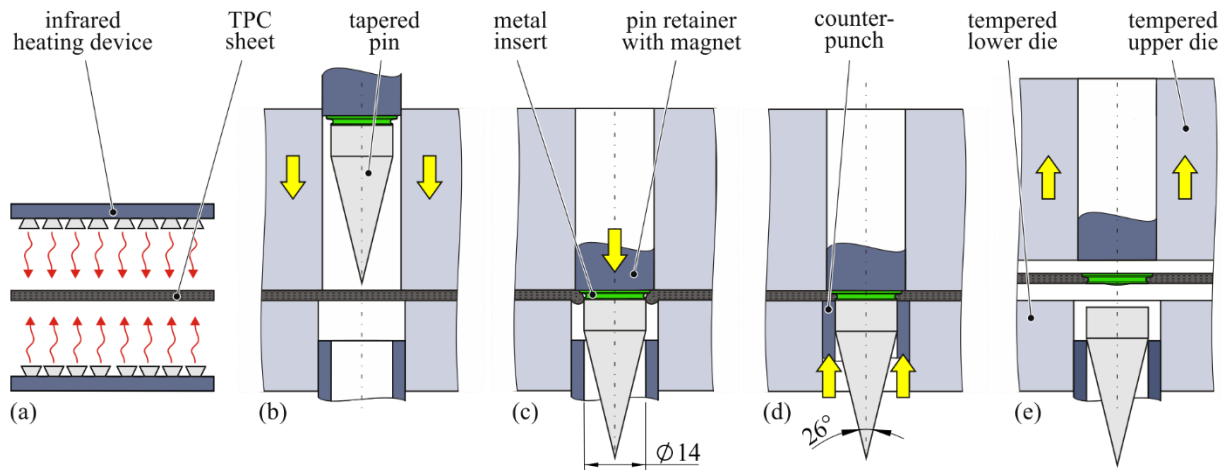 infrared
heating device
TPC
sheet
tapered
pin
metal
insert
pin retainer
with magnet
counter-
punch
tempered
lower die
tempered
upper die
(a)
(b)
(c)
(d)
(e)
26°
Ø14